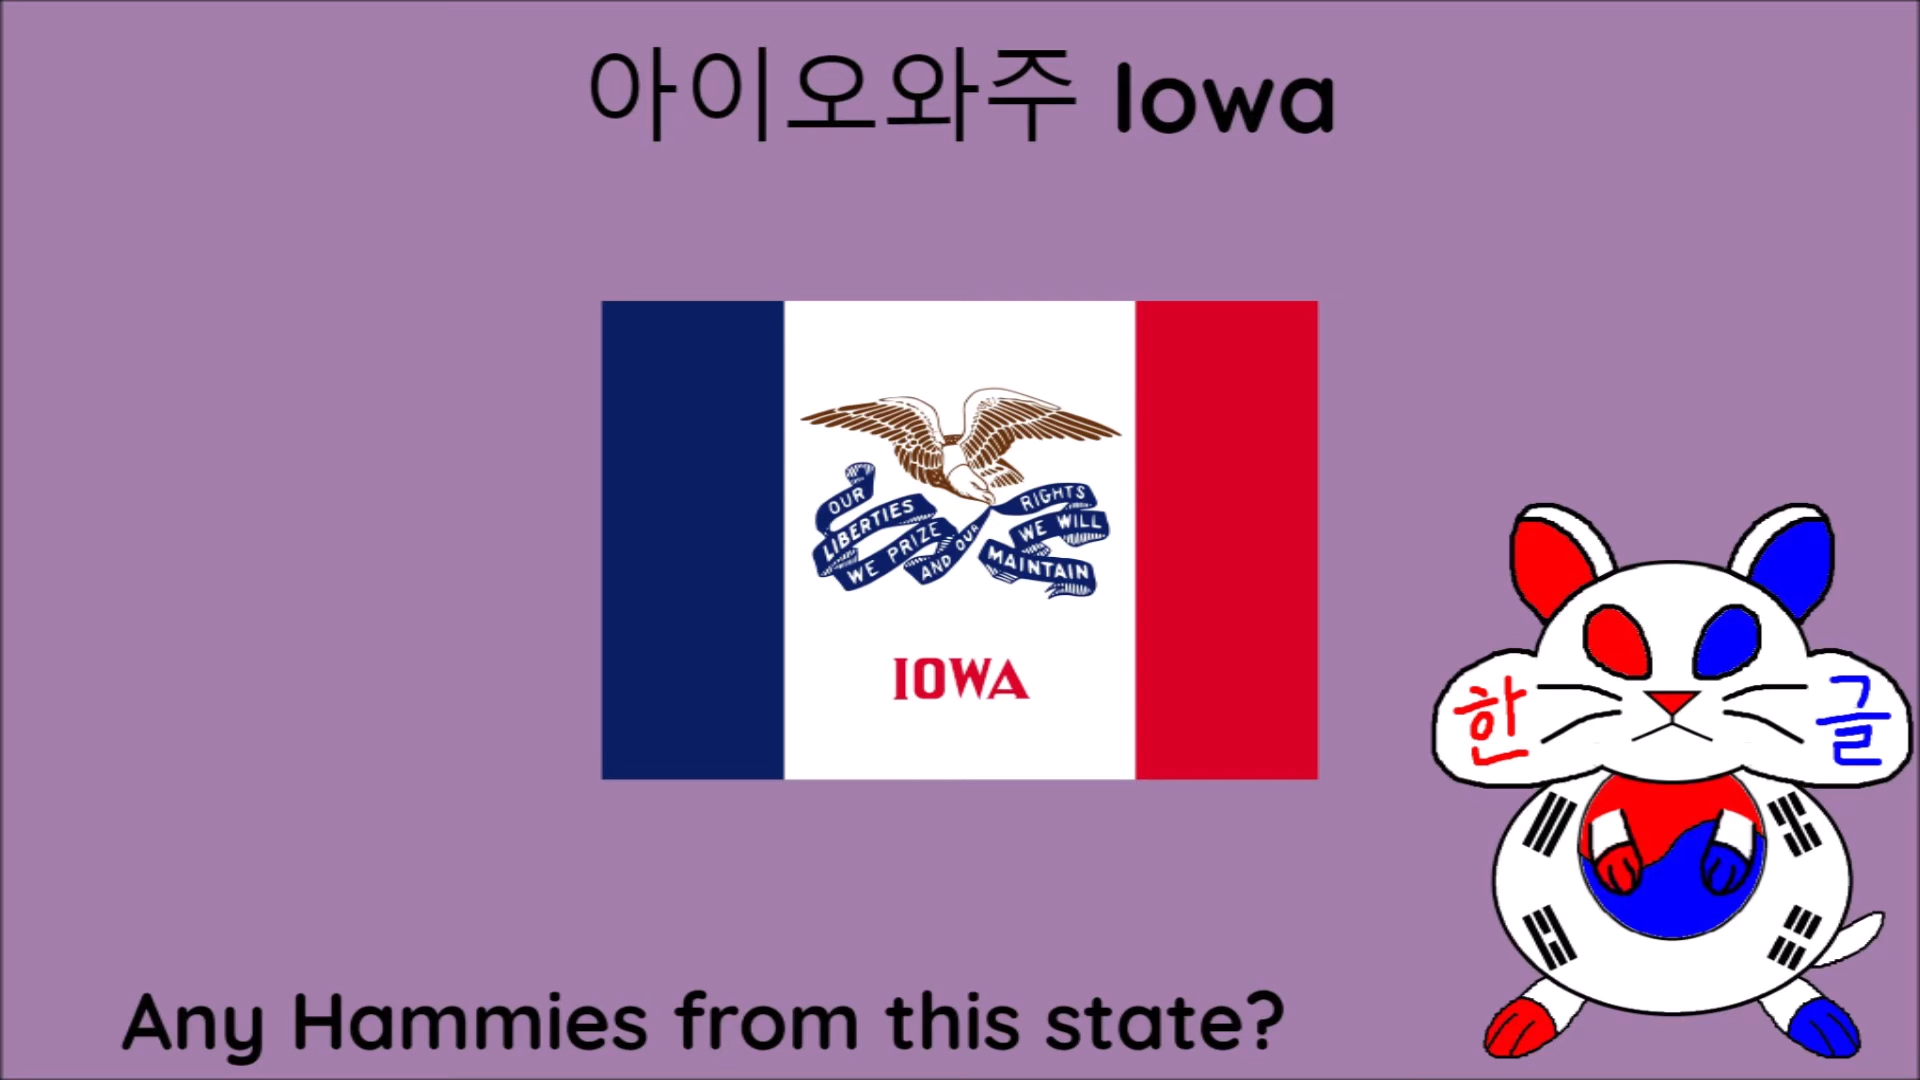 아이오와주 Iowa
OUR
LIBERTIES
WE PRIZE
AND OUR
RIGHTS
WE WILL
MAINTAIN
IOWA
한 글
Any Hammies from this state?